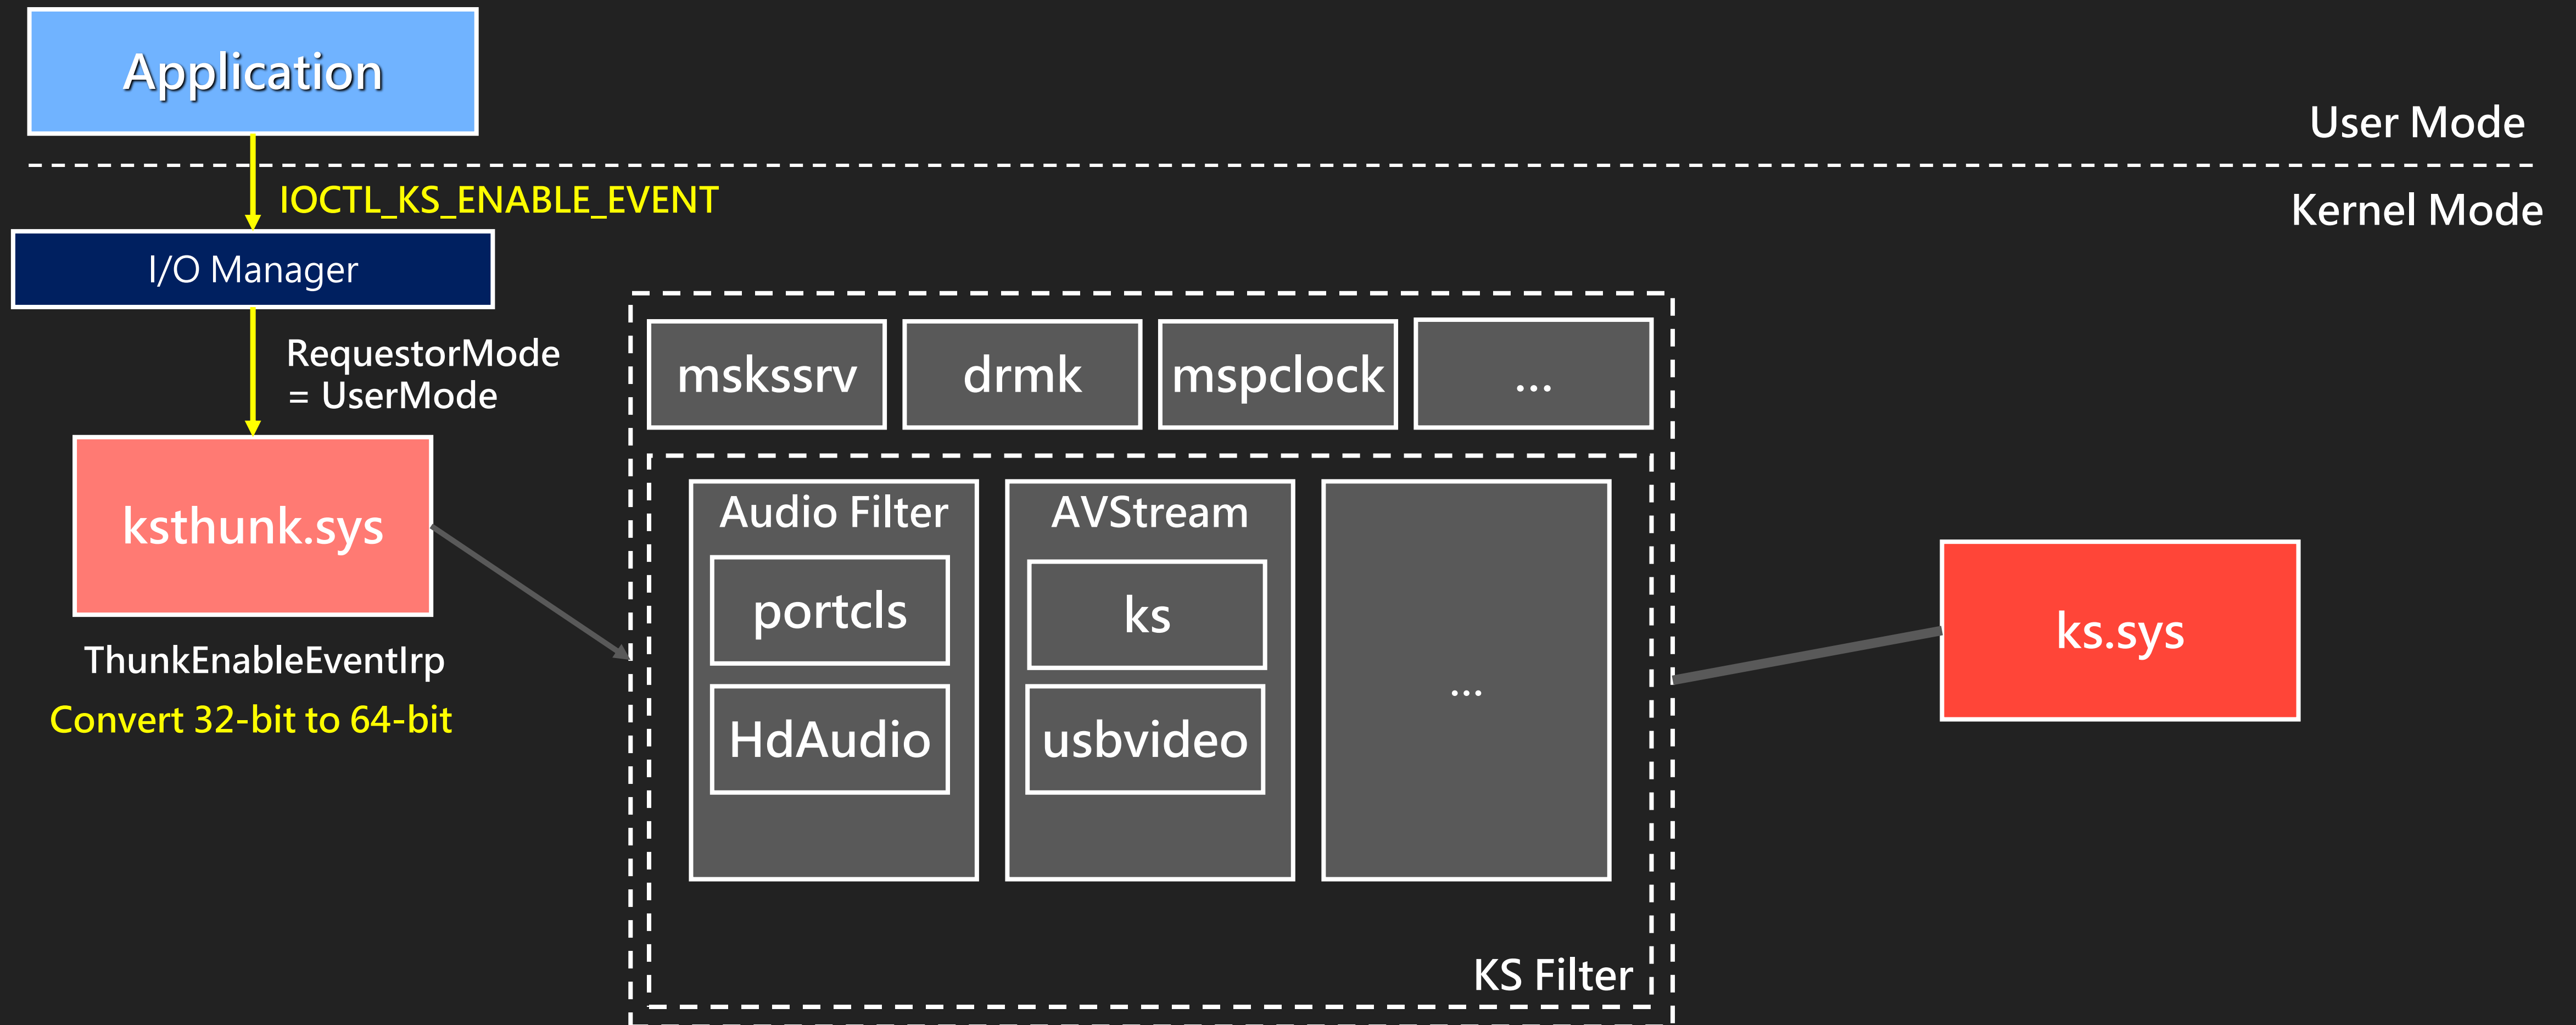 Application
User Mode
IOCTL_KS_ENABLE_EVENT
Kernel Mode
I/O Manager
RequestorMode
= UserMode
ksthunk.sys
ThunkEnableEventIrp
Convert 32-bit to 64-bit
mskssrv
drmk
mspclock
...
Audio Filter
portcls
HdAudio
AVStream
ks
usbvideo
...
KS Filter
ks.sys